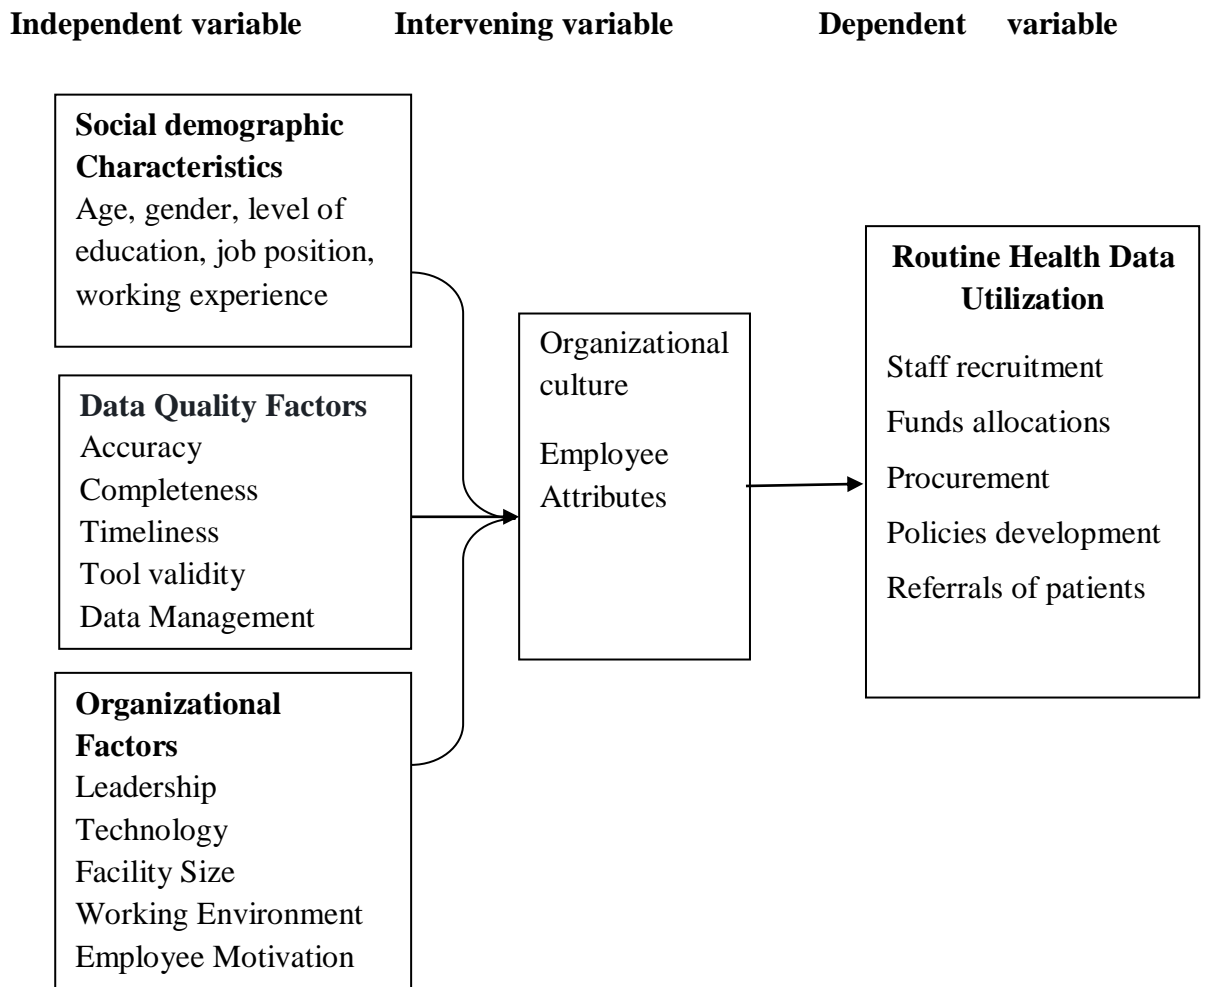 Independent variable Intervening variable Dependent variable
Social demographic
Characteristics
Age, gender, level of
education, job position,
working experience
Data Quality Factors
Accuracy
Completeness
Timeliness
Tool validity
Data Management
Organizational
Factors
Leadership
Technology
Facility Size
Working Environment
Employee Motivation
Organizational
culture
Employee
Attributes
Routine Health Data
Utilization
Staff recruitment
Funds allocations
Procurement
Policies development
Referrals of patients